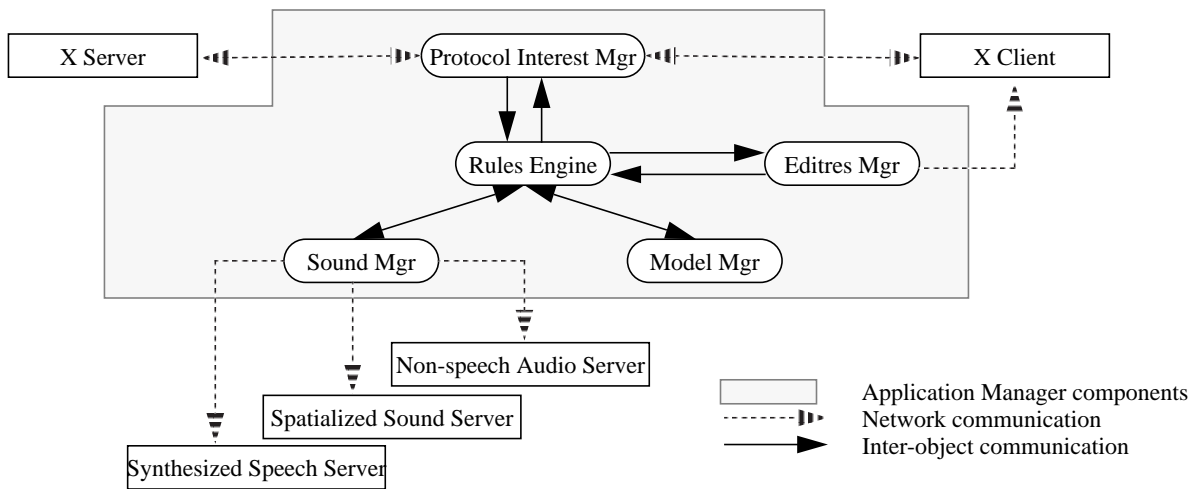 X Server
Protocol Interest Mgr
X Client
Rules Engine
Editres Mgr
Sound Mgr
Model Mgr
Non-speech Audio Server
Spatialized Sound Server
Synthesized Speech Server
Application Manager components
Network communication
Inter-object communication